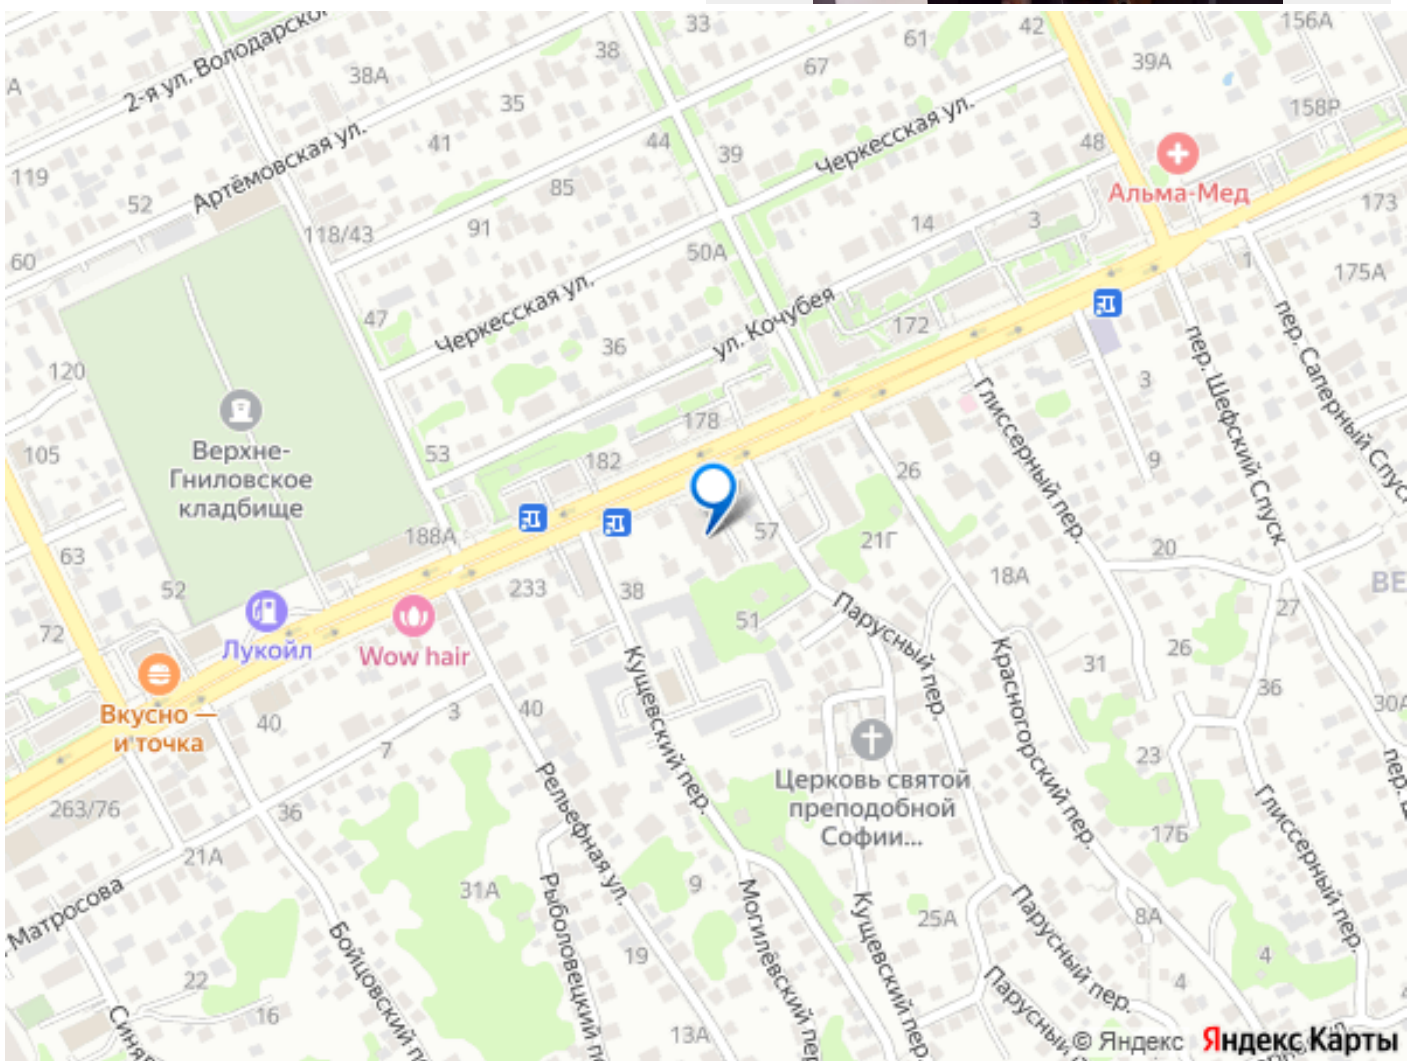 33
42
156А
2-я ул. Володарско
38
61
39А
38А
67
А
35
158Р
Черкесская ул.
Артёмовская ул.
41
44
39
48
Альма-Мед
119
52
85
173
118/43
91
14
3
60
50А
1
175А
Черкесская ул.
47
ул. Кочубея
172
пер. Саперный Спуск
36
пер. Шефский Спуск
120
3
Глиссерный пер.
178
Верхне-
Гниловское
кладбище
105
53
182
26
9
188А
57
21Г
63
20
52
233
38
18А
ВЕ
72
Лукойл
Wow hair
51
Парусный пер.
27
26
31
Красногорский пер.
36
Вкусно —
и точка
40
3
40
Кущевский пер.
30А
7
Церковь святой
преподобной
Софии...
23
пер. Ш
Рельефная ул.
263/76
36
Глиссерный пер.
17Б
21А
31А
9
Матросова
Рыболовецкий п
Могилёвский пер
Кущевский пер.
25А
Парусный пер.
8А
Бойцовский п
19
4
22
4
Парусный
16
Синя
13А
© Яндекс Яндекс Карты